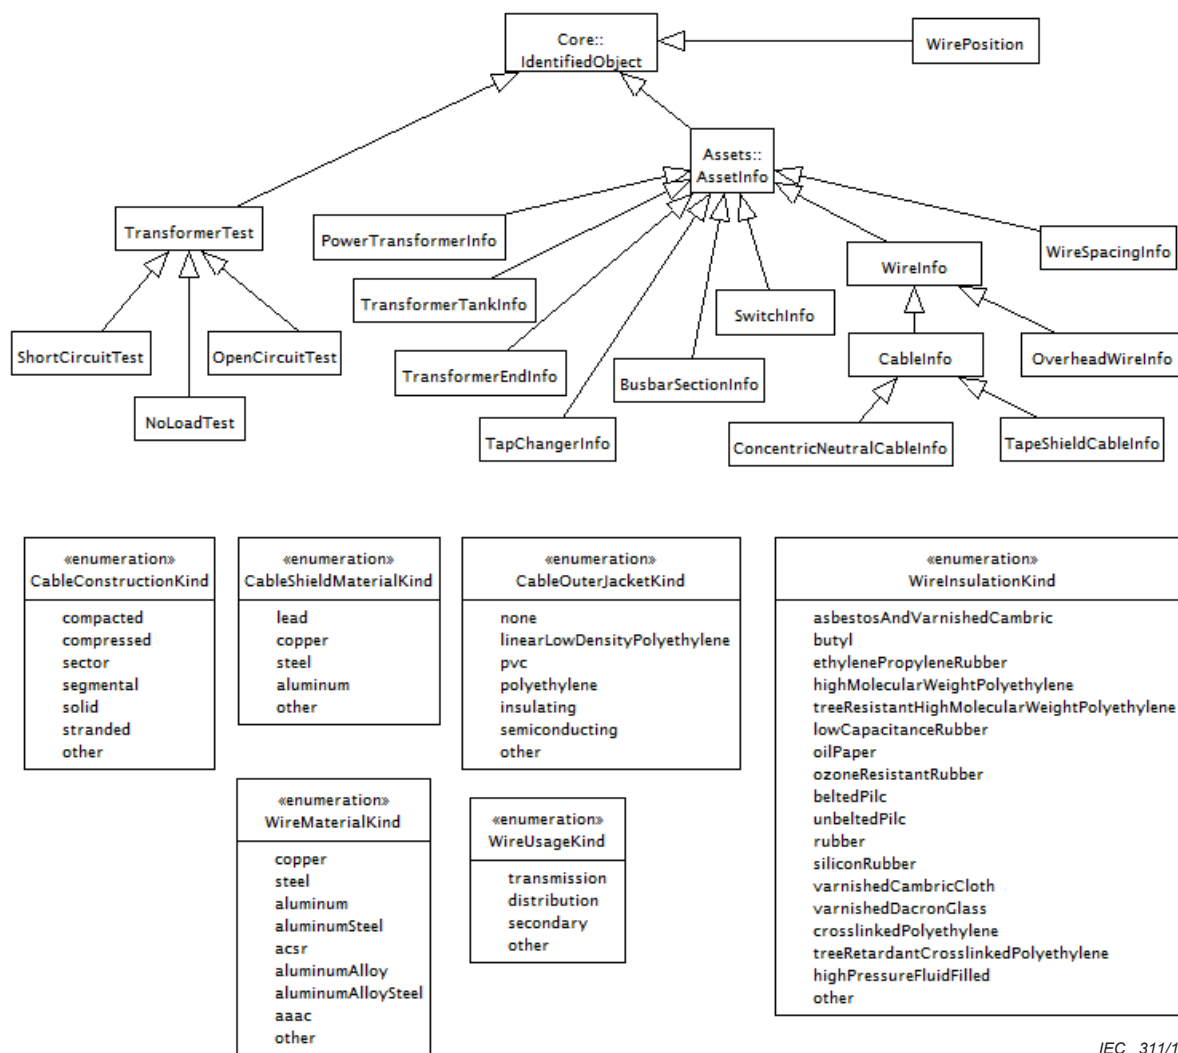 Core::
IdentifiedObject
WirePosition
Assets::
AssetInfo
TransformerTest
PowerTransformerInfo
WireInfo
WireSpacingInfo
TransformerTankInfo
SwitchInfo
ShortCircuitTest
OpenCircuitTest
TransformerEndInfo
BusbarSectionInfo
CableInfo
OverheadWireInfo
NoLoadTest
TapChangerInfo
ConcentricNeutralCableInfo
TapeShieldCableInfo
«enumeration»
CableConstructionKind
compacted
compressed
sector
segmental
solid
stranded
other
«enumeration»
CableShieldMaterialKind
lead
copper
steel
aluminum
other
«enumeration»
CableOuterJacketKind
none
linearLowDensityPolyethylene
pvc
polyethylene
insulating
semiconducting
other
«enumeration»
WireInsulationKind
asbestosAndVarnishedCambric
butyl
ethylenePropyleneRubber
highMolecularWeightPolyethylene
treeResistantHighMolecularWeightPolyethylene
lowCapacitanceRubber
oilPaper
ozoneResistantRubber
beltedPilc
unbeltedPilc
rubber
siliconRubber
varnishedCambricCloth
varnishedDacronGlass
crosslinkedPolyethylene
treeRetardantCrosslinkedPolyethylene
highPressureFluidFilled
other
«enumeration»
WireMaterialKind
copper
steel
aluminum
aluminumSteel
acsr
aluminumAlloy
aluminumAlloySteel
aaac
other
«enumeration»
WireUsageKind
transmission
distribution
secondary
other
IEC 311/1